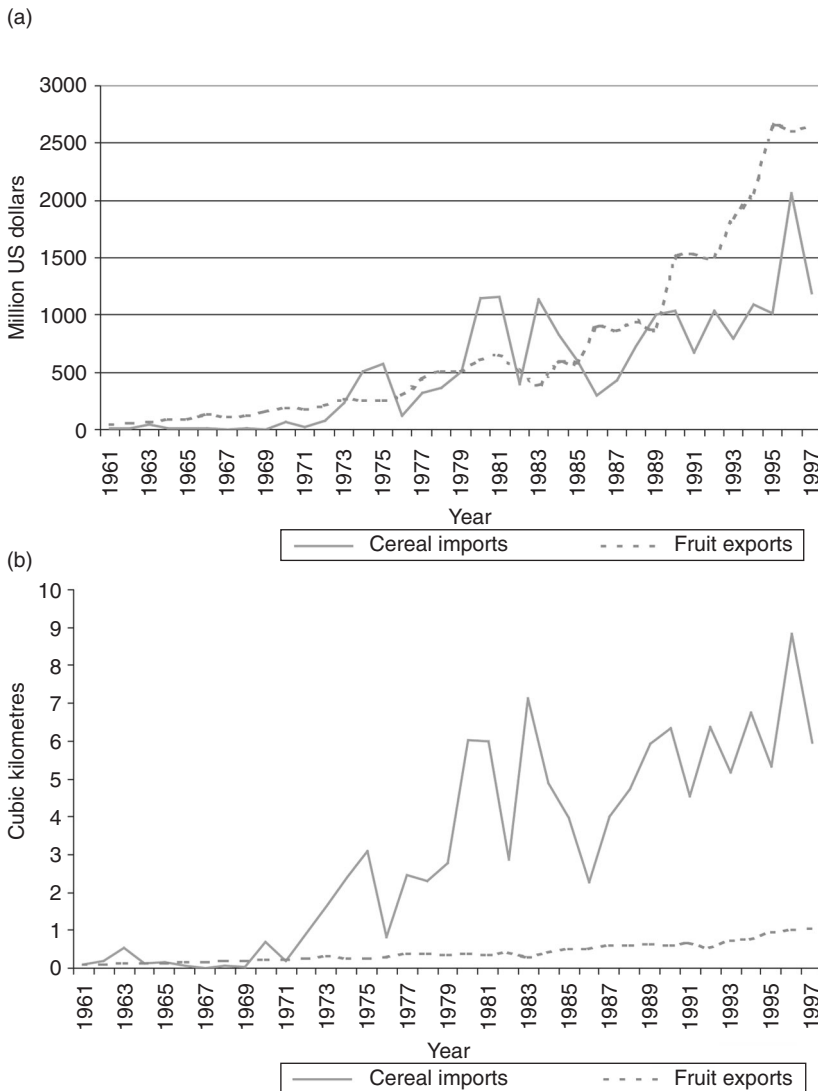 (a)
3000
2500
2000
1500
1000
500
0
Million US dollars
1961 1963 1965 1967 1969 1971 1973 1975 1977 1979 1981 1983 1985 1987 1989 1991 1993 1995 1997
Year
Cereal imports Fruit exports
(b)
10
9
8
7
6
5
4
3
2
1
0
Cubic kilometres
1961 1963 1965 1967 1969 1971 1973 1975 1977 1979 1981 1983 1985 1987 1989 1991 1993 1995 1997
Year
Cereal imports Fruit exports